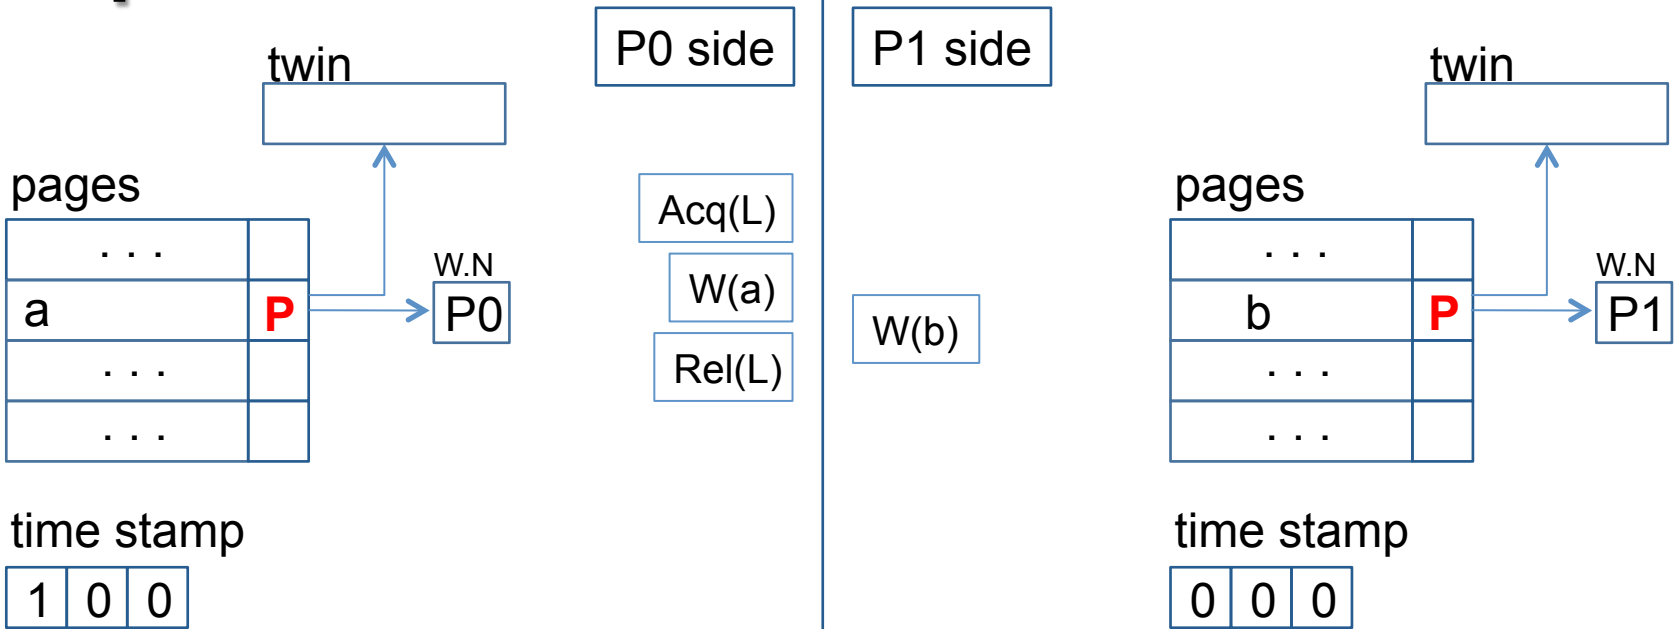 P0 side
P1 side
twin
twin
pages
pages
Acq(L)
W(a)
Rel(L)
W(b)
. . .
W.N
a P P0
. . .
. . .
. . .
W.N
b P P1
. . .
. . .
time stamp
time stamp
1 0 0
0 0 0